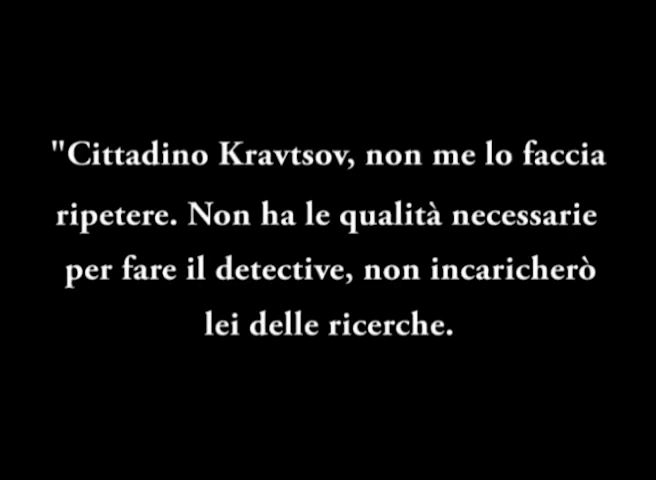 "Cittadino Kravtsov, non me lo faccia
ripetere. Non ha le qualità necessarie
per fare il detective, non incaricherò
lei delle ricerche.